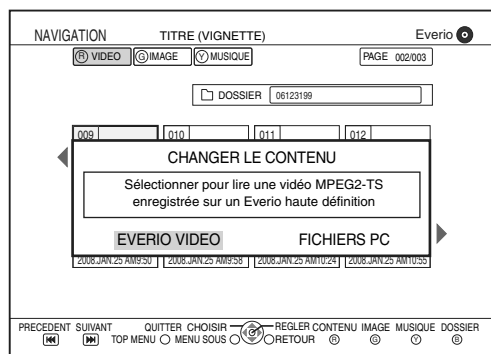 NAVIGATION TITRE (VIGNETTE) Everio
R VIDEO G IMAGE Y MUSIQUE PAGE 002/003
DOSSIER 06123199
009 010 011 012
CHANGER LE CONTENU
Sélectionner pour lire une vidéo MPEG2-TS
enregistrée sur un Everio haute définition
EVERIO VIDEO FICHIERS PC
2008.JAN.25 AM9:50 2008.JAN.25 AM9:58 2008.JAN.25 AM10:24 2008.JAN.25 AM10:55
PRECEDENT SUIVANT QUITTER CHOISIR REGLER CONTENU IMAGE MUSIQUE DOSSIER
TOP MENU MENU SOUS RETOUR R G Y B